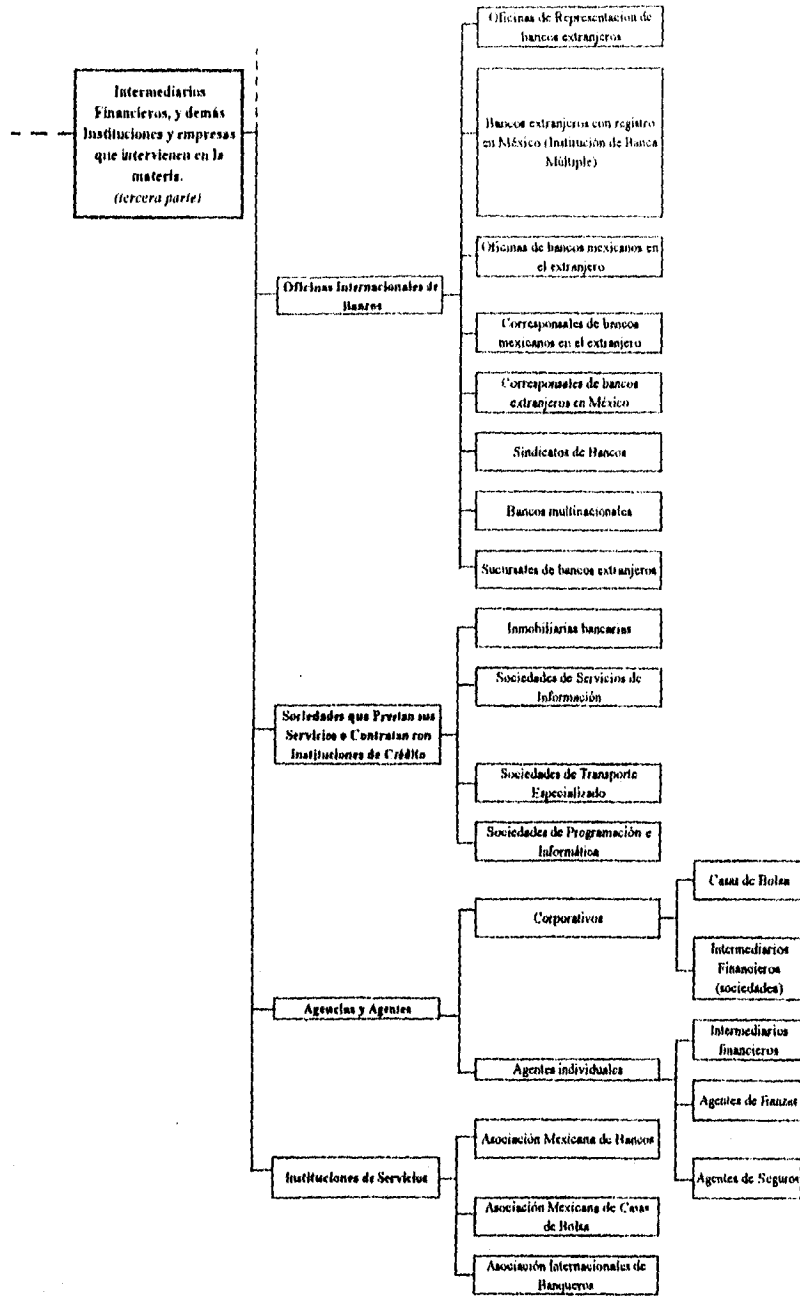 Intermediarios
Financieros, y demás
Instituciones y empresas
que intervienen en la
materia.
(tercera parte)
Oficinas Internacionales de
Bancos
Oficinas de Representación de
bancos extranjeros
Bancos extranjeros con registro
en México (Institución de Banca
Múltiple)
Oficinas de bancos mexicanos en
el extranjero
Corresponsales de bancos
mexicanos en el extranjero
Corresponsales de bancos
extranjeros en México
Sindicatos de Bancos
Bancos multinacionales
Sucursales de bancos extranjeros
Sociedades que Prestan sus
Servicios o Contratan con
Instituciones de Crédito
Inmobiliarias bancarias
Sociedades de Servicios de
Información
Sociedades de Transporte
Especializado
Sociedades de Programación e
Informática
Agencias y Agentes
Corporativos
Casas de Bolsa
Intermediarios
Financieros
(sociedades)
Agentes individuales
Intermediarios
financieros
Agentes de Fianzas
Agentes de Seguros
Instituciones de Servicios
Asociación Mexicana de Bancos
Asociación Mexicana de Casas
de Bolsa
Asociación Internacionales de
Banqueros